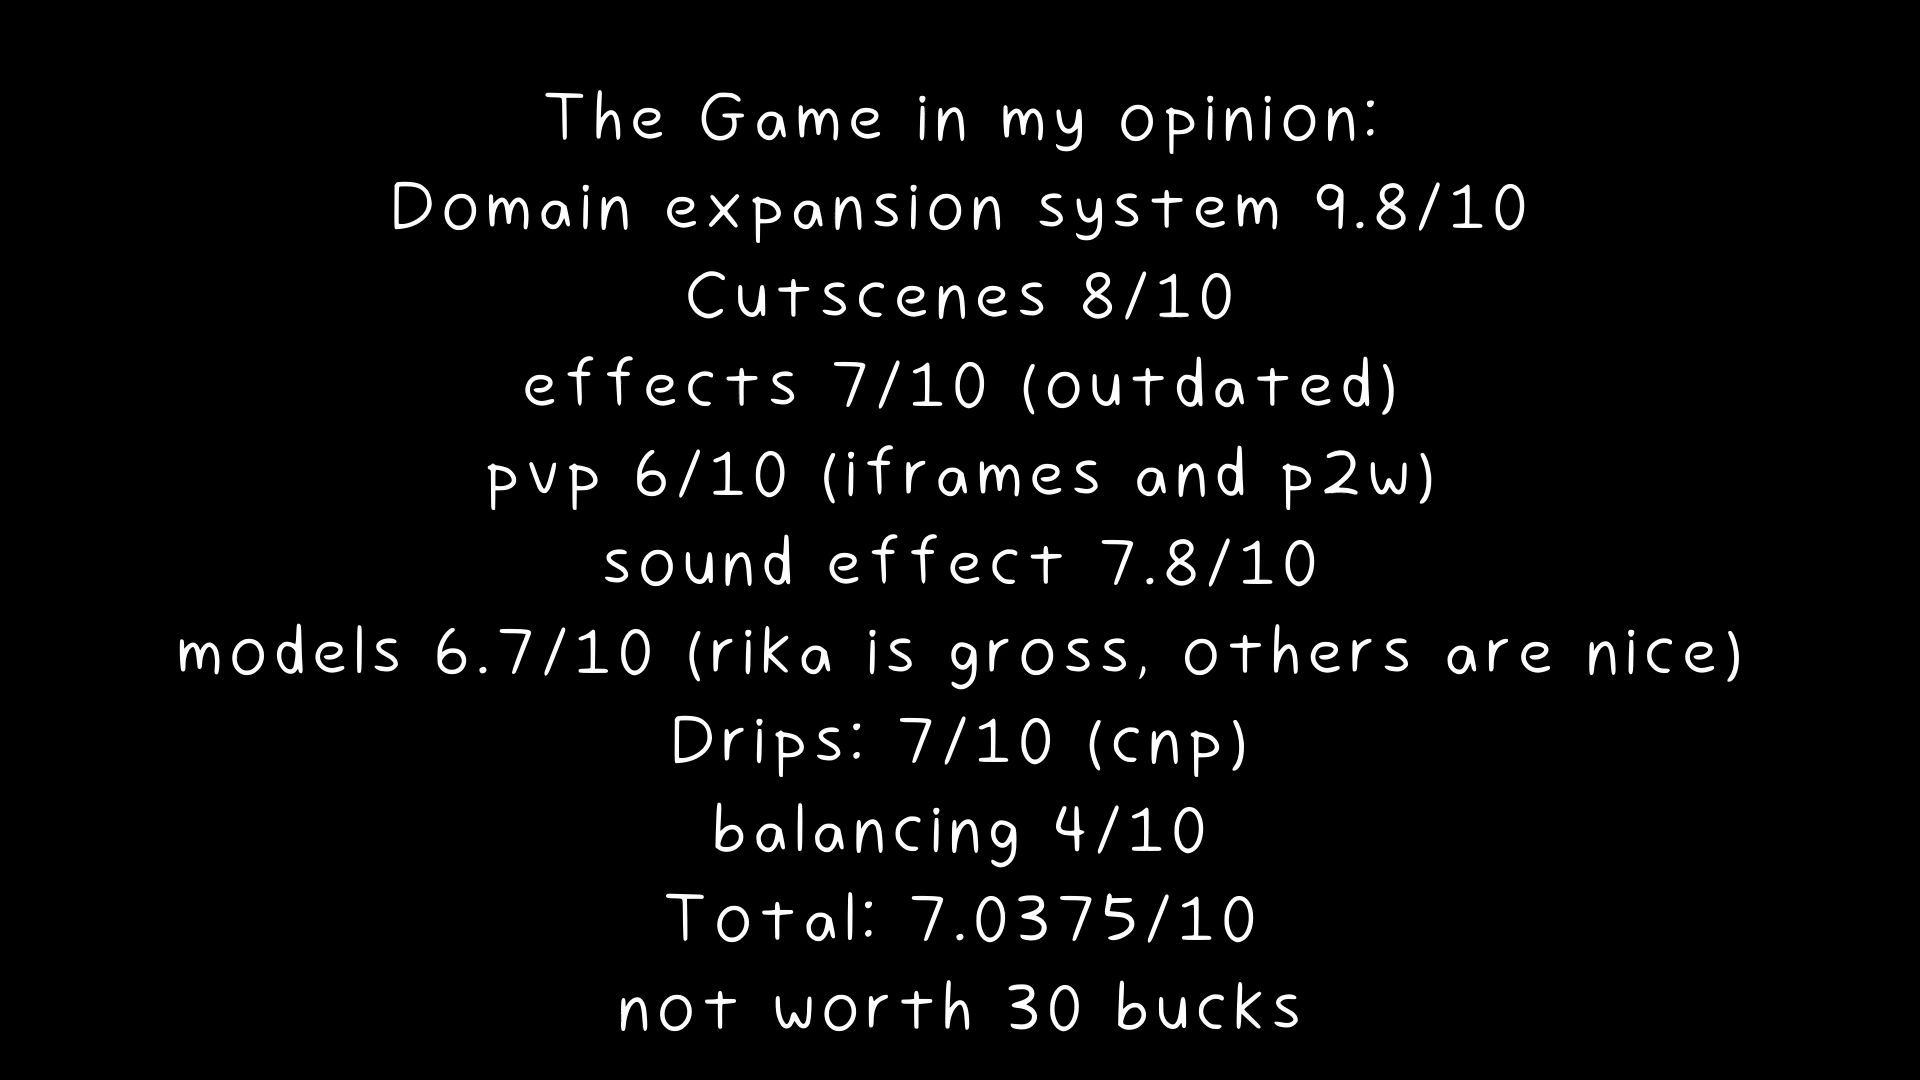 The Game in my opinion:
Domain expansion system 9.8/10
Cutscenes 8/10
effects 7/10 (outdated)
pvp 6/10 (iframes and p2w)
sound effect 7.8/10
models 6.7/10 (rika is gross, others are nice)
Drips: 7/10 (cnp)
balancing 4/10
Total: 7.0375/10
not worth 30 bucks